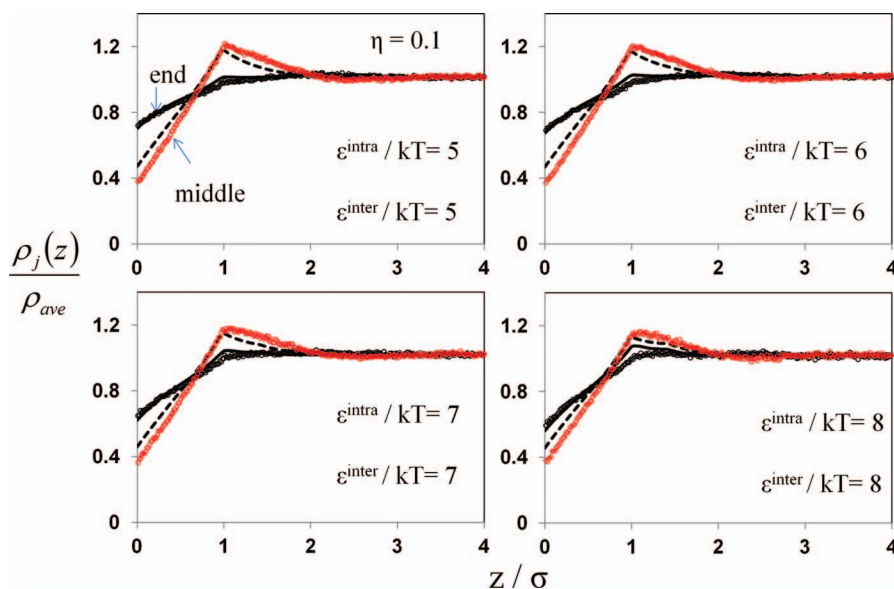 1.2
0.8
0.4
0
η = 0.1
end
middle
ε^intra / kT= 5
ε^inter / kT= 5
0 1 2 3 4
1.2
0.8
0.4
0
ε^intra / kT= 6
ε^inter / kT= 6
0 1 2 3 4
ρ_j(z)
ρ_ave
1.2
0.8
0.4
0
ε^intra / kT= 7
ε^inter / kT= 7
0 1 2 3 4
1.2
0.8
0.4
0
ε^intra / kT= 8
ε^inter / kT= 8
0 1 2 3 4
z / σ